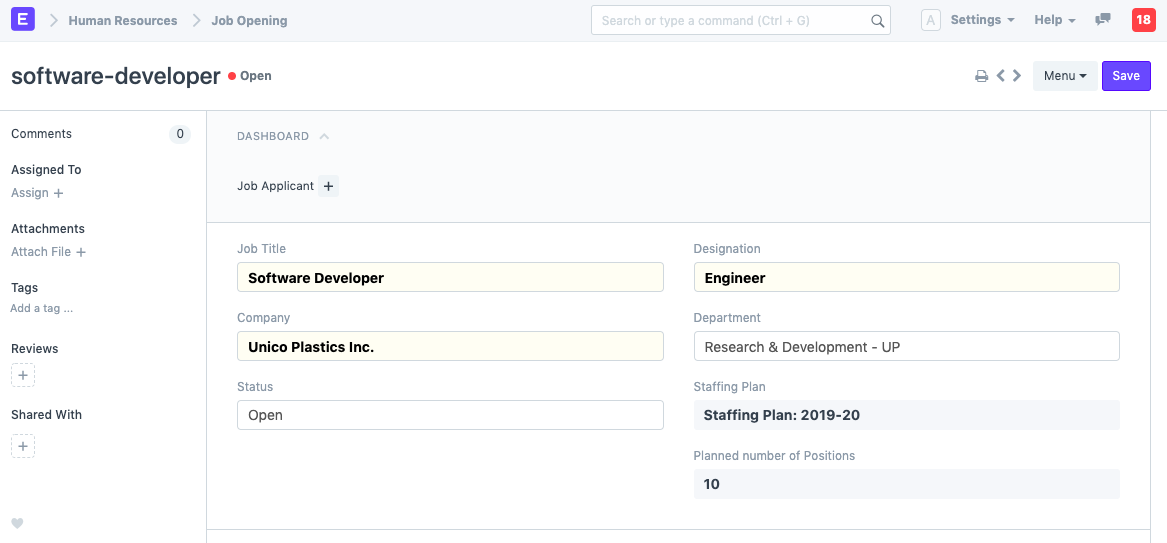 E Human Resources Job Opening Search or type a command (Ctrl + G) A Settings Help 18
software-developer Open Menu Save
Comments 0
Assigned To
Assign +
Attachments
Attach File +
Tags
Add a tag ...
Reviews
+
Shared With
+
DASHBOARD
Job Applicant +
Job Title
Software Developer
Company
Unico Plastics Inc.
Status
Open
Designation
Engineer
Department
Research & Development - UP
Staffing Plan
Staffing Plan: 2019-20
Planned number of Positions
10